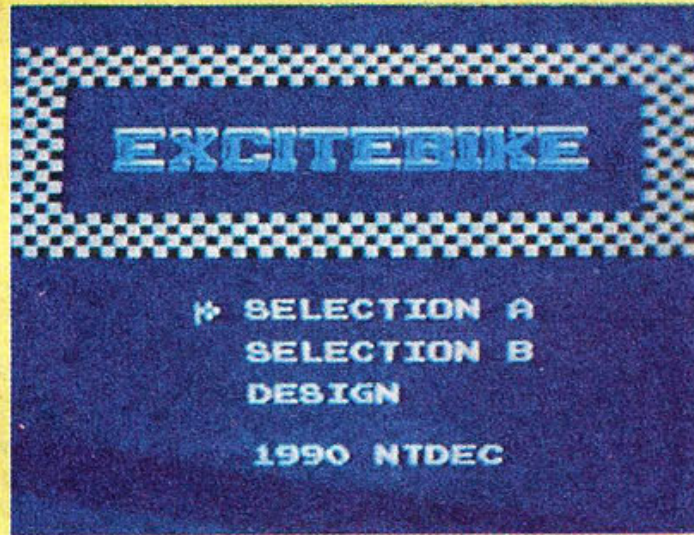 EXCITEBIKE
SELECTION A
SELECTION B
DESIGN
1990 NTDEC